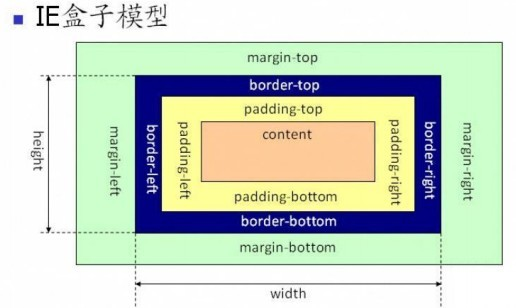 IE盒子模型
margin-top
border-top
padding-top
content
height
margin-left
border-left
padding-left
padding-right
border-right
margin-right
padding-bottom
border-bottom
margin-bottom
width